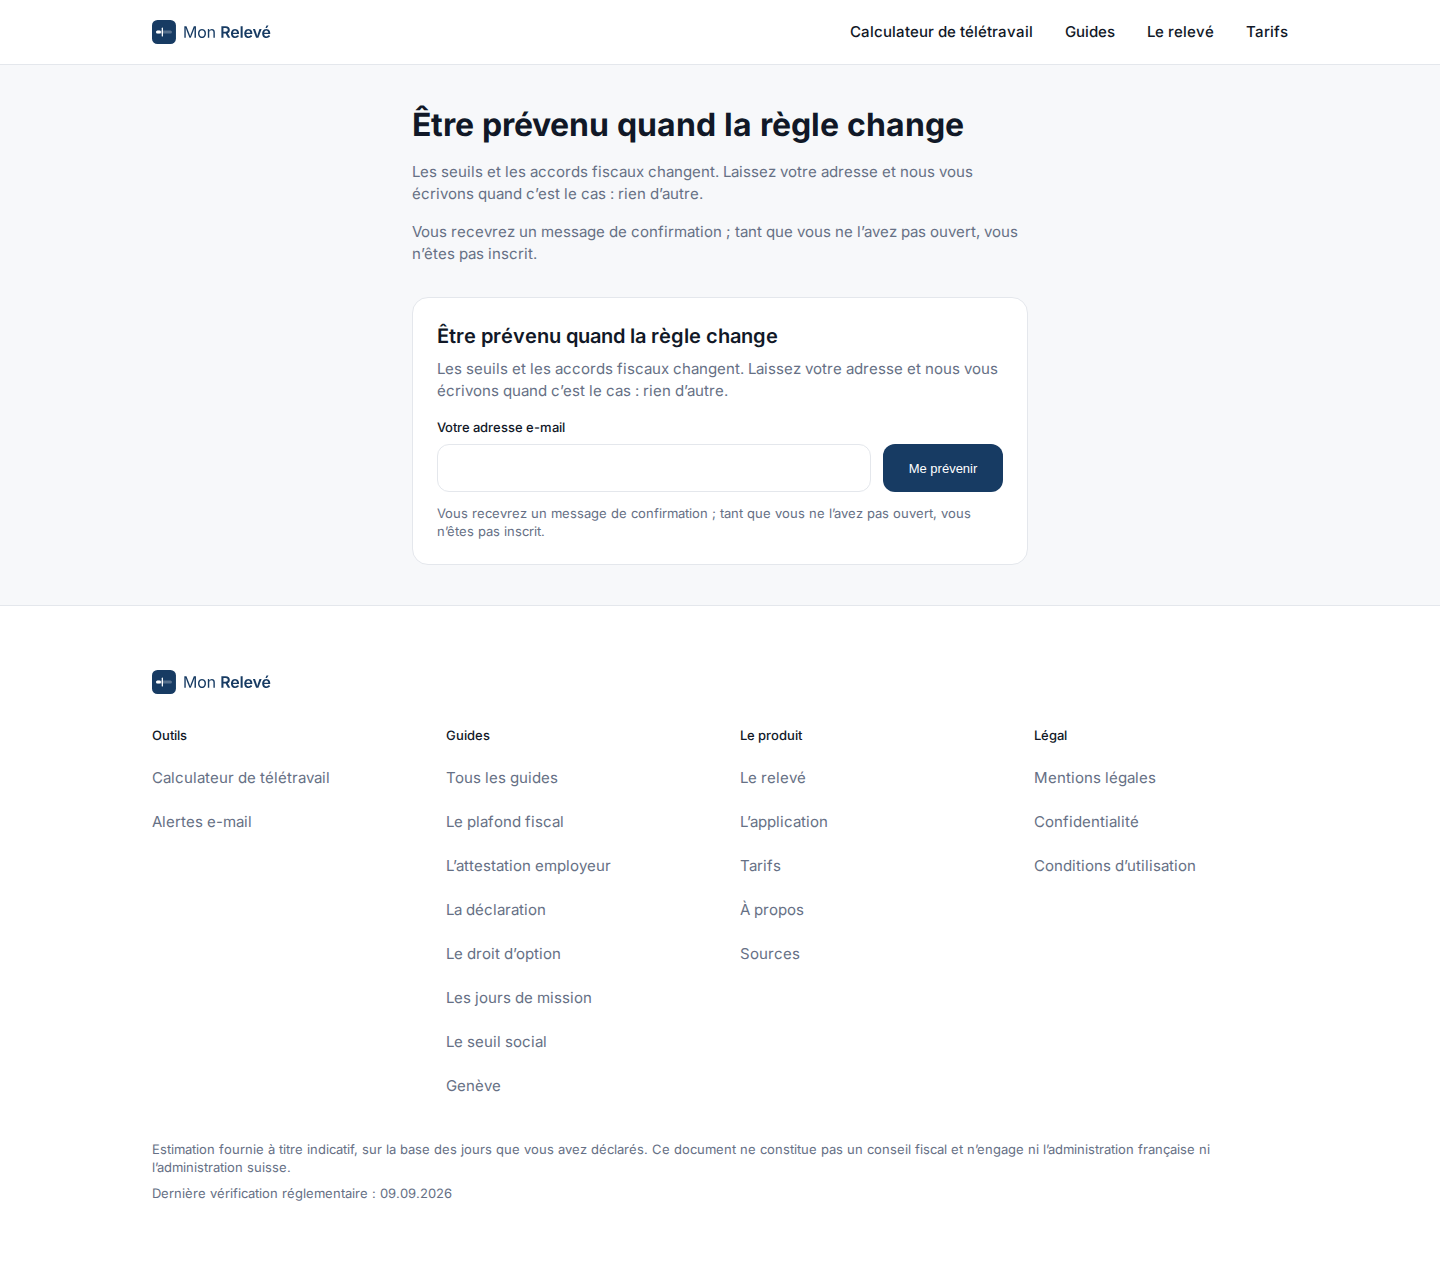 Mon Relevé
Calculateur de télétravail
Guides
Le relevé
Tarifs
Être prévenu quand la règle change
Les seuils et les accords fiscaux changent. Laissez votre adresse et nous vous
écrivons quand c’est le cas : rien d’autre.
Vous recevrez un message de confirmation ; tant que vous ne l’avez pas ouvert, vous
n’êtes pas inscrit.
Être prévenu quand la règle change
Les seuils et les accords fiscaux changent. Laissez votre adresse et nous vous
écrivons quand c’est le cas : rien d’autre.
Votre adresse e-mail
Me prévenir
Vous recevrez un message de confirmation ; tant que vous ne l’avez pas ouvert, vous
n’êtes pas inscrit.
Mon Relevé
Outils
Calculateur de télétravail
Alertes e-mail
Guides
Tous les guides
Le plafond fiscal
L’attestation employeur
La déclaration
Le droit d’option
Les jours de mission
Le seuil social
Genève
Le produit
Le relevé
L’application
Tarifs
À propos
Sources
Légal
Mentions légales
Confidentialité
Conditions d’utilisation
Estimation fournie à titre indicatif, sur la base des jours que vous avez déclarés. Ce document ne constitue pas un conseil fiscal et n’engage ni l’administration française ni
l’administration suisse.
Dernière vérification réglementaire : 09.09.2026